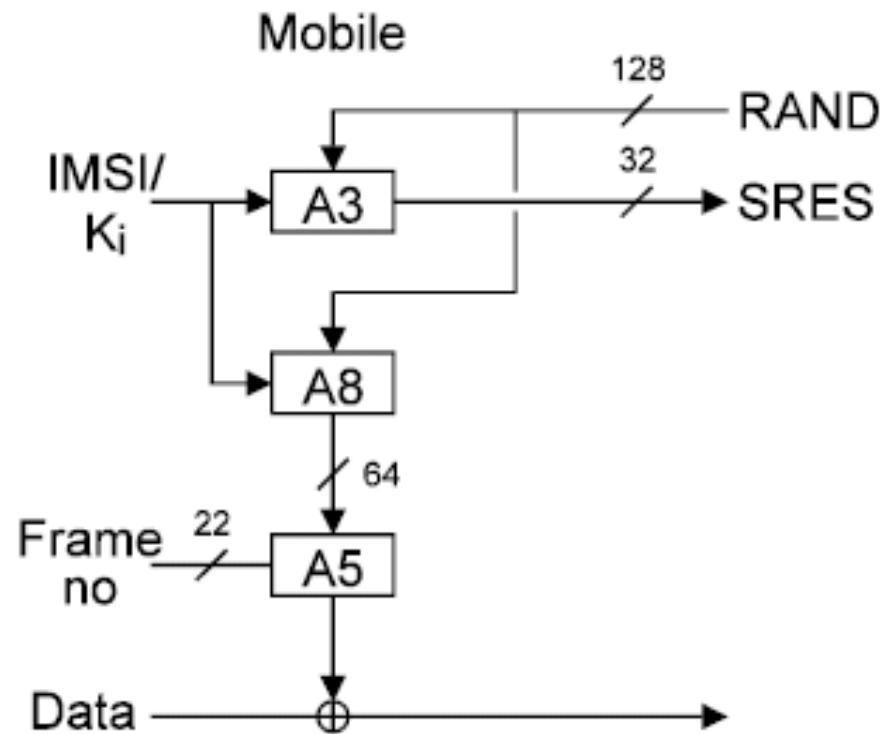 Mobile
128
RAND
IMSI/
Ki
A3
32
SRES
A8
64
Frame
no
22
A5
Data